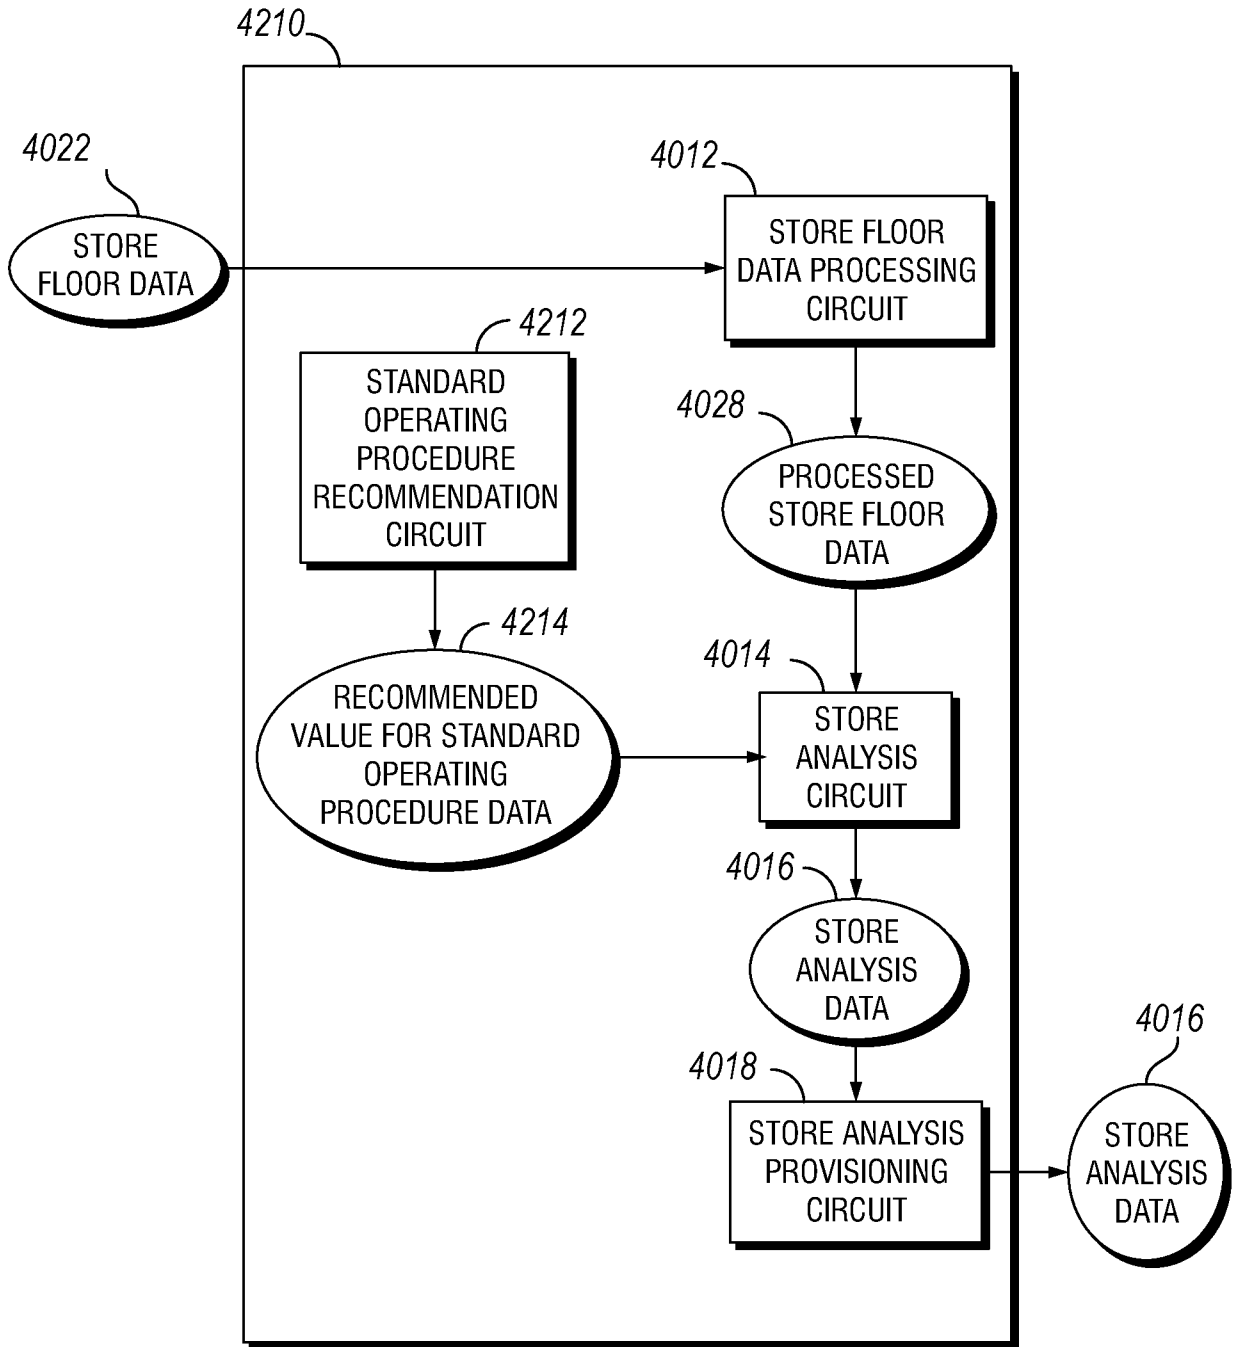 4210
4022
STORE
FLOOR DATA
4012
STORE FLOOR
DATA PROCESSING
CIRCUIT
4212
STANDARD
OPERATING
PROCEDURE
RECOMMENDATION
CIRCUIT
4028
PROCESSED
STORE FLOOR
DATA
4214
RECOMMENDED
VALUE FOR STANDARD
OPERATING
PROCEDURE DATA
4014
STORE
ANALYSIS
CIRCUIT
4016
STORE
ANALYSIS
DATA
4018
STORE ANALYSIS
PROVISIONING
CIRCUIT
4016
STORE
ANALYSIS
DATA